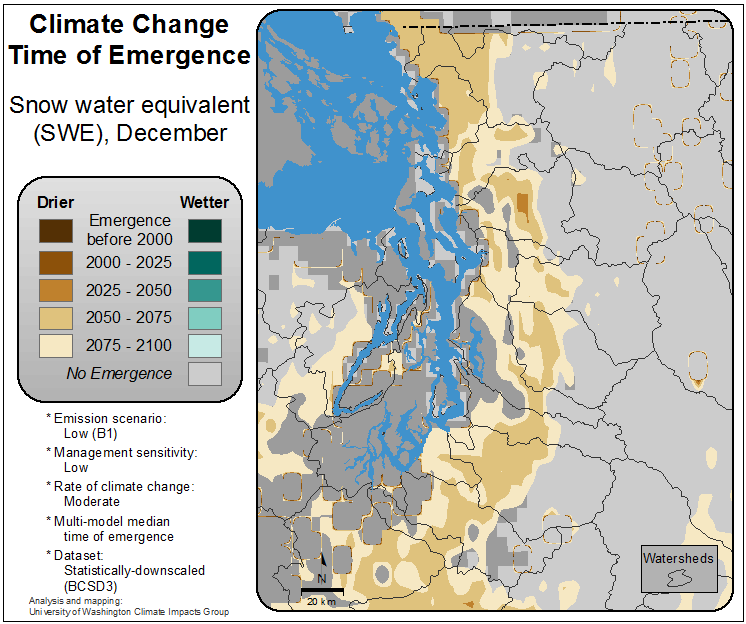 Climate Change
Time of Emergence
Snow water equivalent
(SWE), December
Drier Wetter
Emergence
before 2000
2000 - 2025
2025 - 2050
2050 - 2075
2075 - 2100
No Emergence
* Emission scenario:
Low (B1)
* Management sensitivity:
Low
* Rate of climate change:
Moderate
* Multi-model median
time of emergence
* Dataset:
Statistically-downscaled
(BCSD3)
Analysis and mapping:
University of Washington Climate Impacts Group
N
20 km
Watersheds